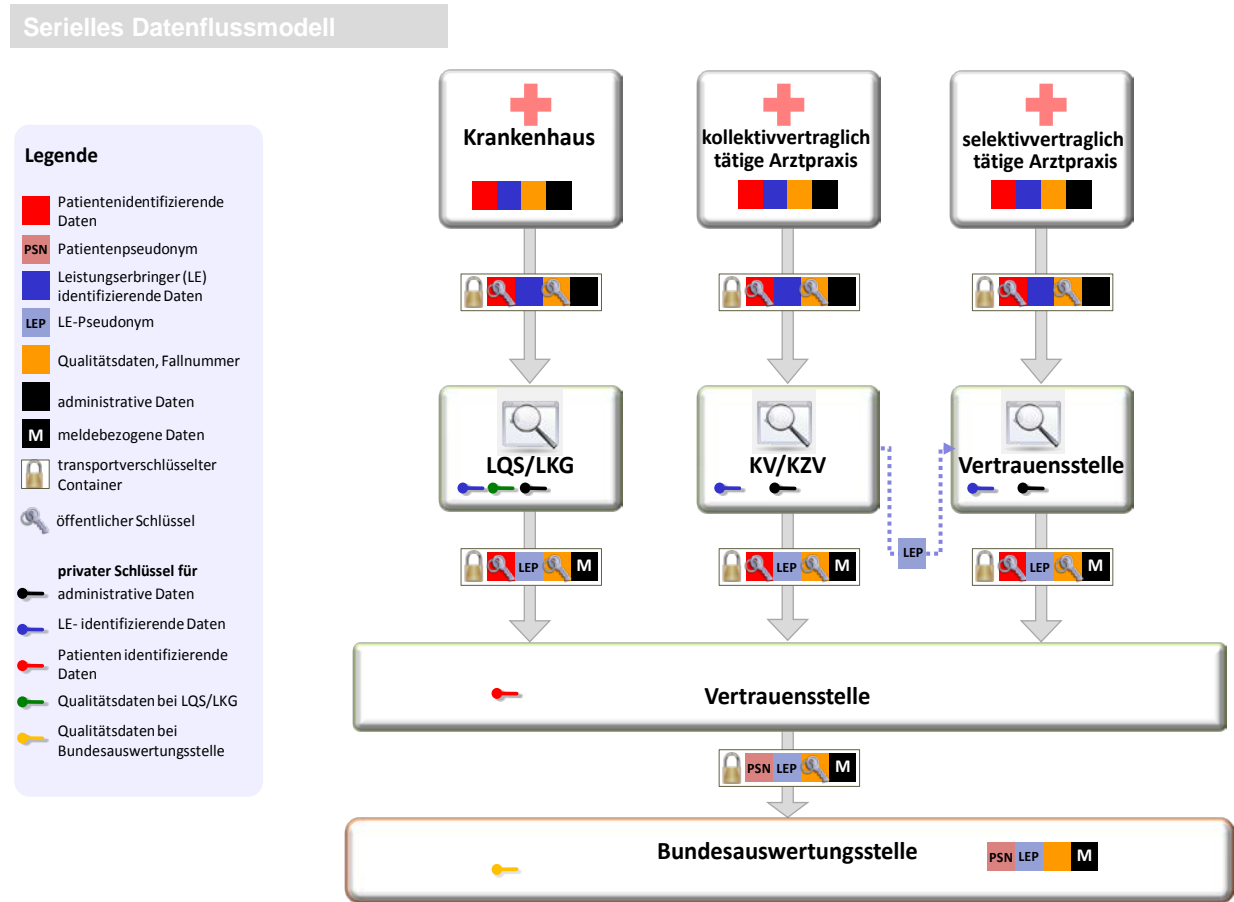 Serielles Datenflussmodell
Legende
Patientenidentifizierende
Daten
PSN Patientenpseudonym
Leistungserbringer (LE)
identifizierende Daten
LEP LE-Pseudonym
Qualitätsdaten, Fallnummer
administrative Daten
M meldebezogene Daten
transportverschlüsselter
Container
öffentlicher Schlüssel
privater Schlüssel für
administrative Daten
LE- identifizierende Daten
Patienten identifizierende
Daten
Qualitätsdaten bei LQS/LKG
Qualitätsdaten bei
Bundesauswertungsstelle
Krankenhaus
kollektivvertraglich
tätige Arztpraxis
selektivvertraglich
tätige Arztpraxis
LQS/LKG
KV/KZV
Vertrauensstelle
LEP
LEP M
LEP M
LEP M
Vertrauensstelle
PSN LEP M
Bundesauswertungsstelle
PSN LEP M